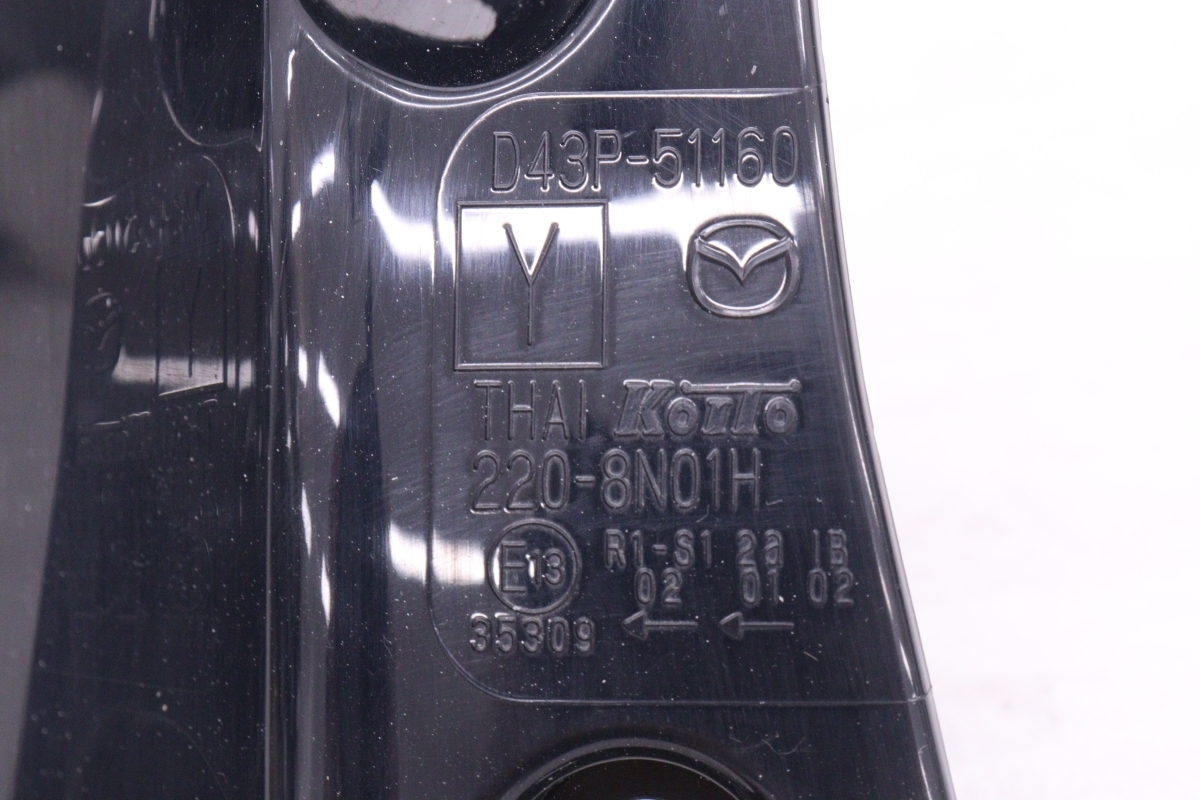 D43P-51160
Y
THAI Koito
220-8N01H
E13 R1-S1 2a IB
02 01 02
35309 ← ←